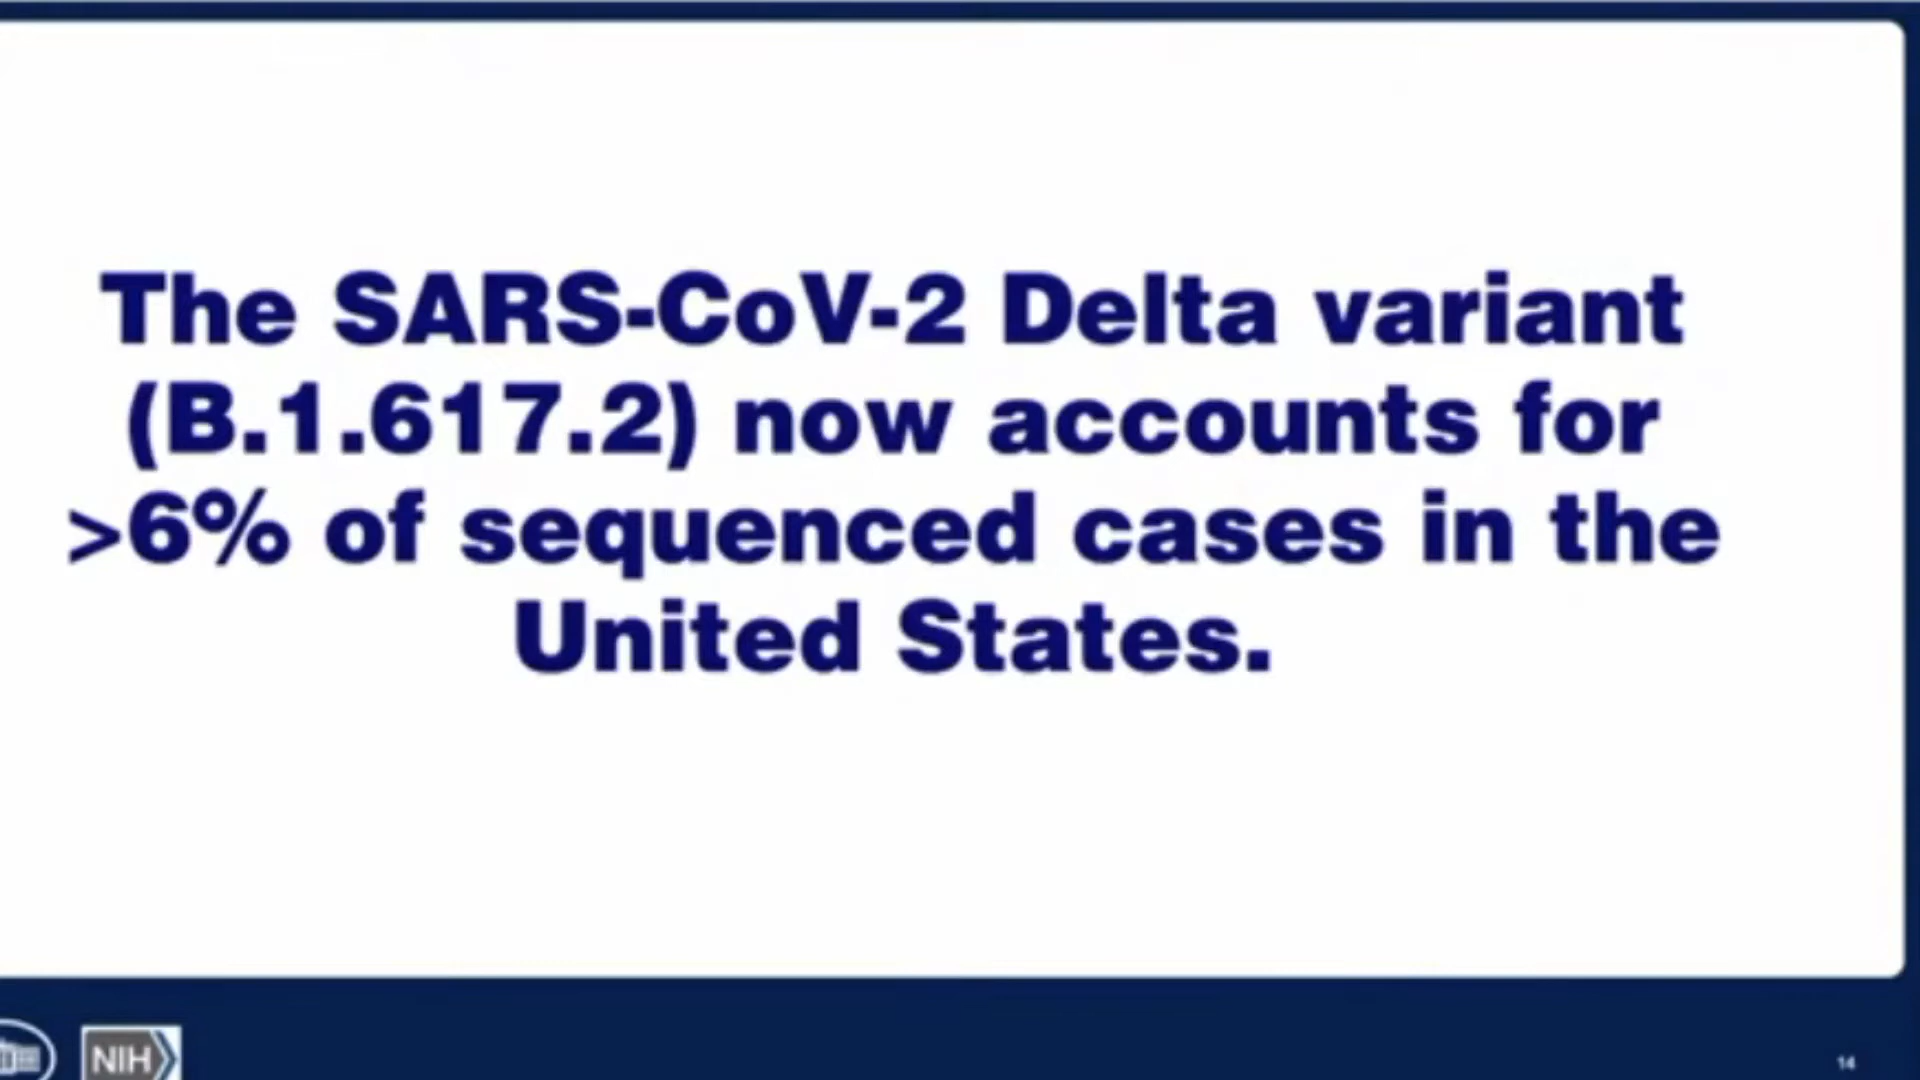 The SARS-CoV-2 Delta variant
(B.1.617.2) now accounts for
>6% of sequenced cases in the
United States.
NIH
14